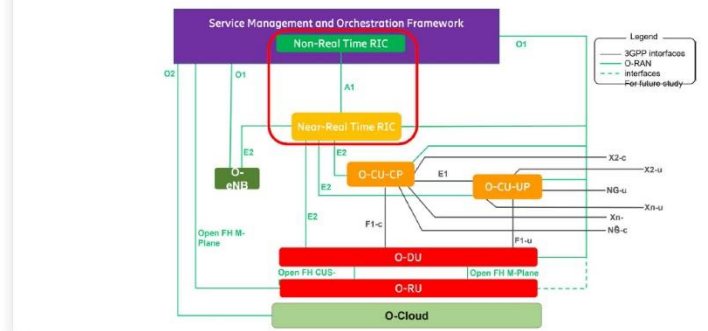 Service Management and Orchestration Framework
Non-Real Time RIC
Legend
3GPP interfaces
O-RAN
interfaces
For future study
O1
O2
O1
A1
Near-Real Time RIC
E2
E2
O-
eNB
O-CU-CP
E1
O-CU-UP
X2-c
X2-u
E2
NG-u
Xn-u
E2
F1-c
Xn-
NG-c
Open FH M-
Plane
F1-u
O-DU
Open FH CUS-
Open FH M-Plane
O-RU
O-Cloud